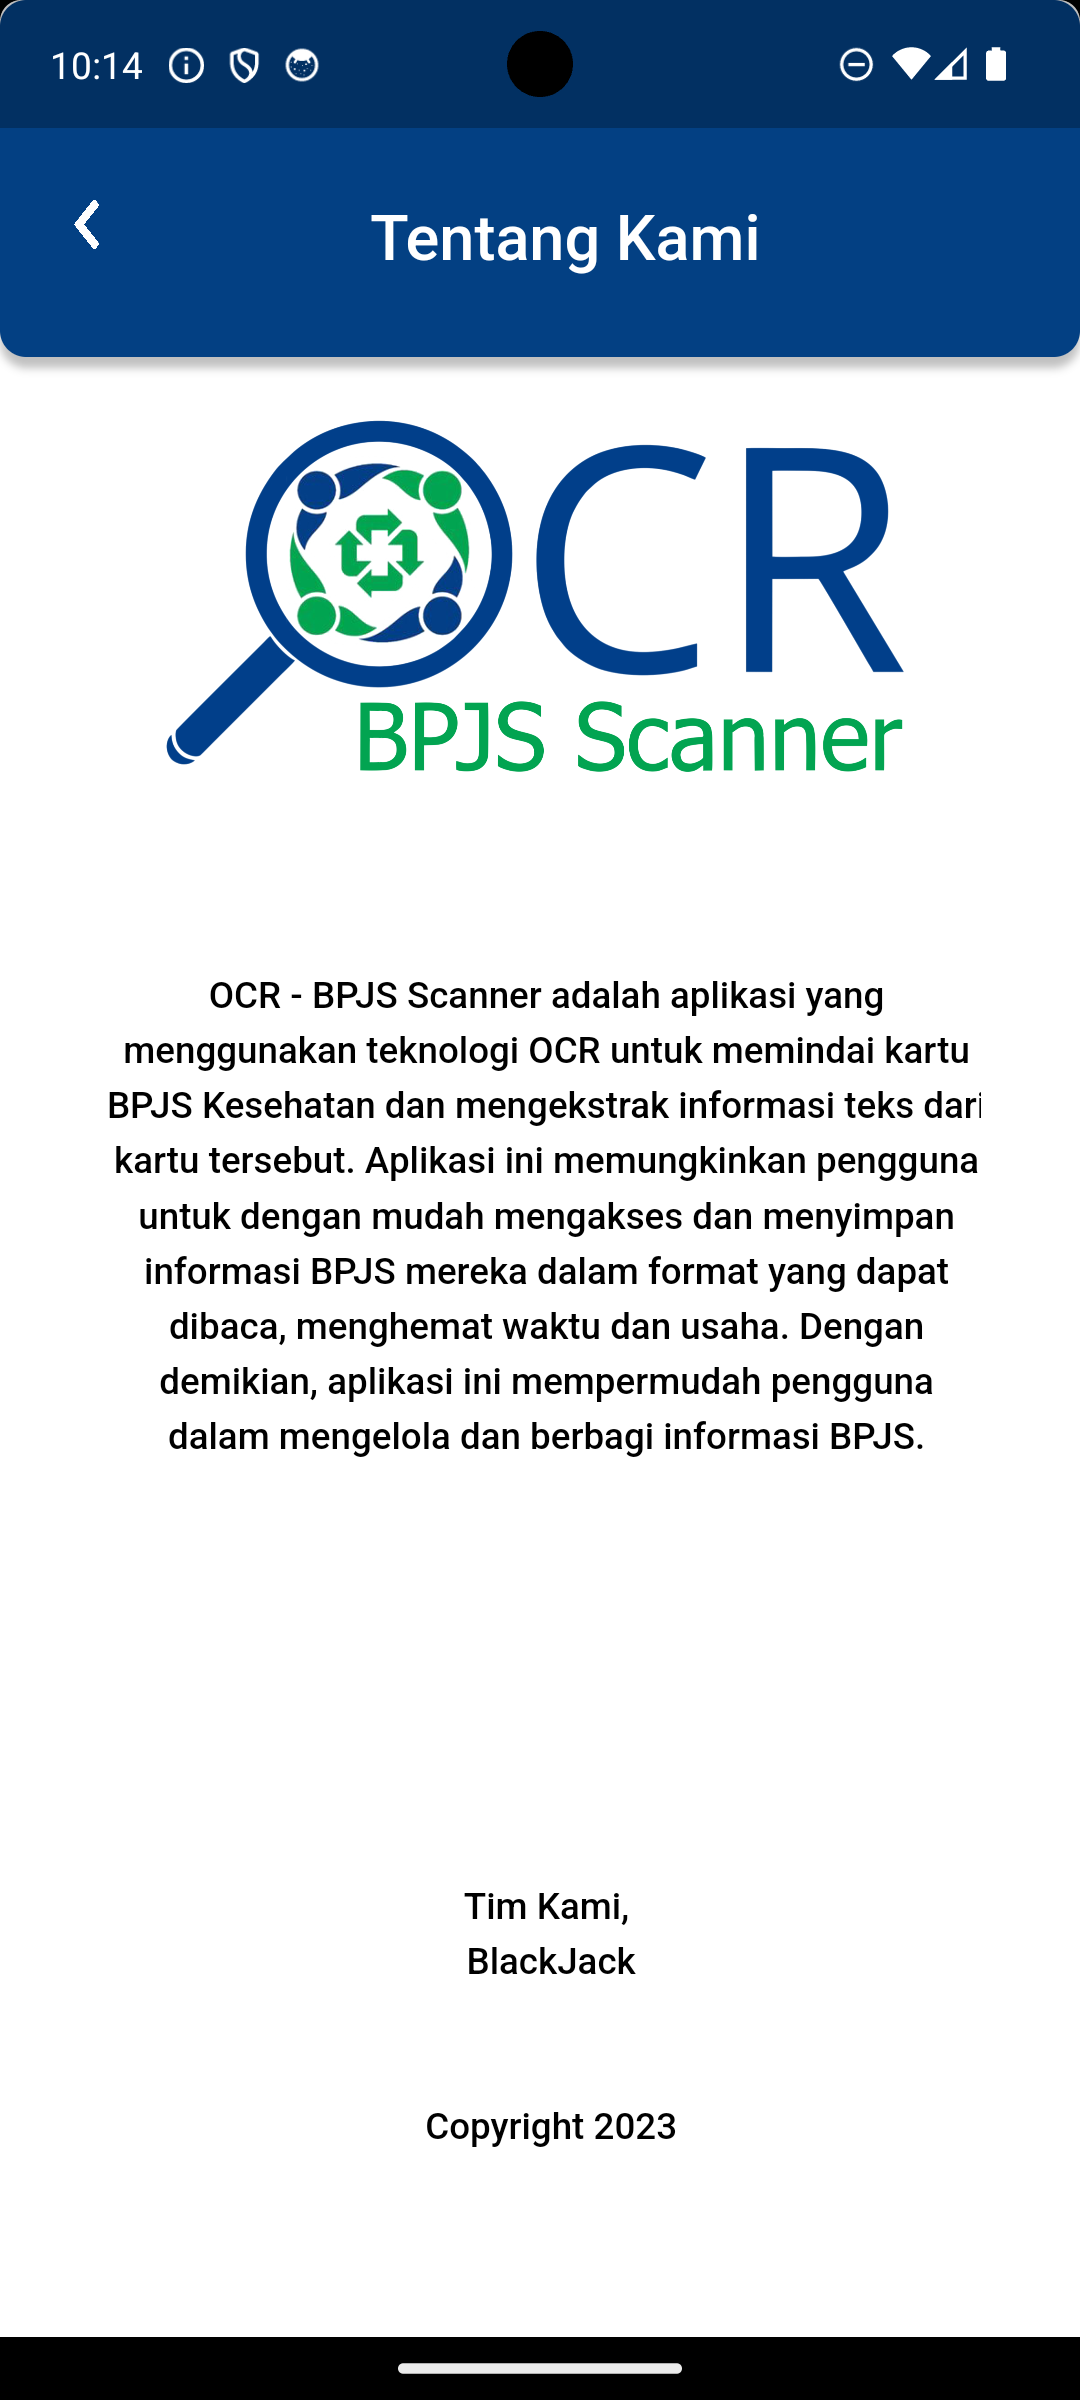 10:14
Tentang Kami
OCR
BPJS Scanner
OCR - BPJS Scanner adalah aplikasi yang
menggunakan teknologi OCR untuk memindai kartu
BPJS Kesehatan dan mengekstrak informasi teks dari
kartu tersebut. Aplikasi ini memungkinkan pengguna
untuk dengan mudah mengakses dan menyimpan
informasi BPJS mereka dalam format yang dapat
dibaca, menghemat waktu dan usaha. Dengan
demikian, aplikasi ini mempermudah pengguna
dalam mengelola dan berbagi informasi BPJS.
Tim Kami,
BlackJack
Copyright 2023